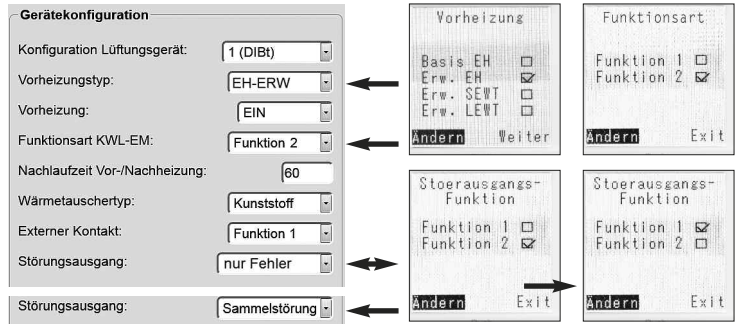 Gerätekonfiguration
Konfiguration Lüftungsgerät: 1 (DIBt)
Vorheizungstyp: EH-ERW
Vorheizung: EIN
Funktionsart KWL-EM: Funktion 2
Nachlaufzeit Vor-/Nachheizung: 60
Wärmetauschertyp: Kunststoff
Externer Kontakt: Funktion 1
Störungsausgang: nur Fehler
Störungsausgang: Sammelstörung
Vorheizung
Basis EH
Erw. EH
Erw. SEWT
Erw. LEWT
Ändern Weiter
Funktionsart
Funktion 1
Funktion 2
Ändern Exit
Stoerausgangs-
Funktion
Funktion 1
Funktion 2
Ändern Exit
Stoerausgangs-
Funktion
Funktion 1
Funktion 2
Ändern Exit